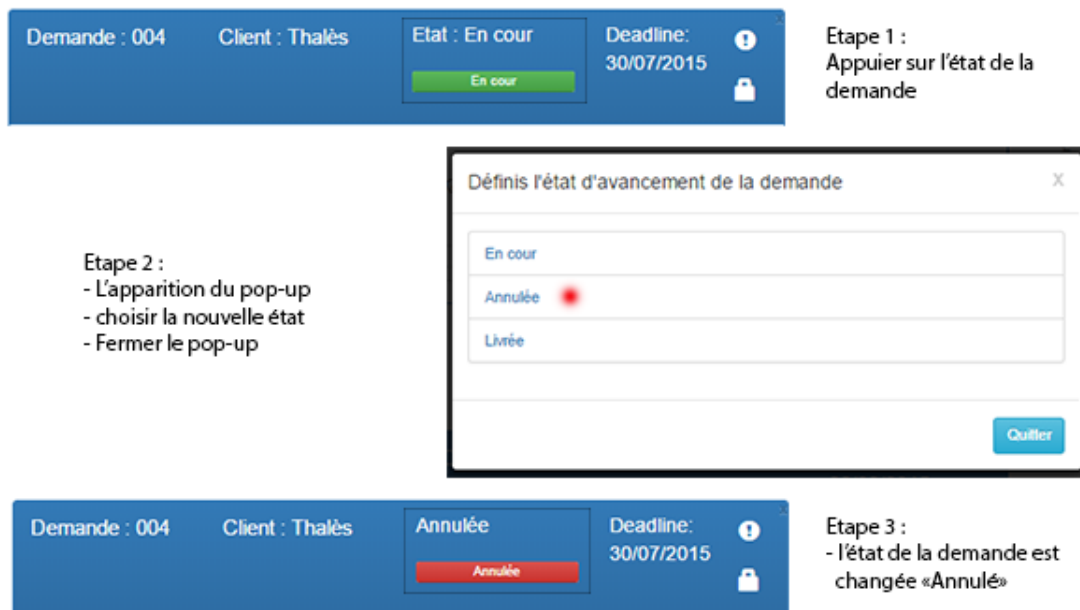 Demande : 004 Client : Thalès Etat : En cour Deadline:
30/07/2015
En cour
x
Etape 1 :
Appuier sur l'état de la
demande
Définis l'état d'avancement de la demande x
En cour
Annulée
Livrée
Quitter
Etape 2 :
- L'apparition du pop-up
- choisir la nouvelle état
- Fermer le pop-up
Demande : 004 Client : Thalès Annulée Deadline:
30/07/2015
Annulée
x
Etape 3 :
- l'état de la demande est
changée «Annulé»